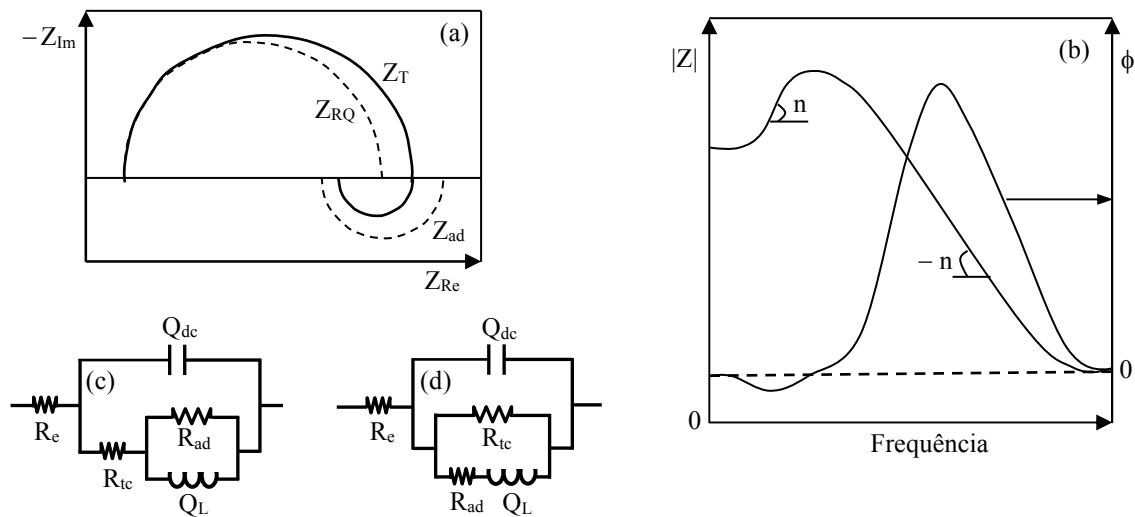 − Z_Im
(a)
Z_T
Z_RQ
Z_ad
Z_Re
(b)
|Z|
ϕ
n
− n
0
0
Frequência
(c)
Q_dc
R_e
R_ad
R_tc
Q_L
(d)
Q_dc
R_e
R_tc
R_ad
Q_L